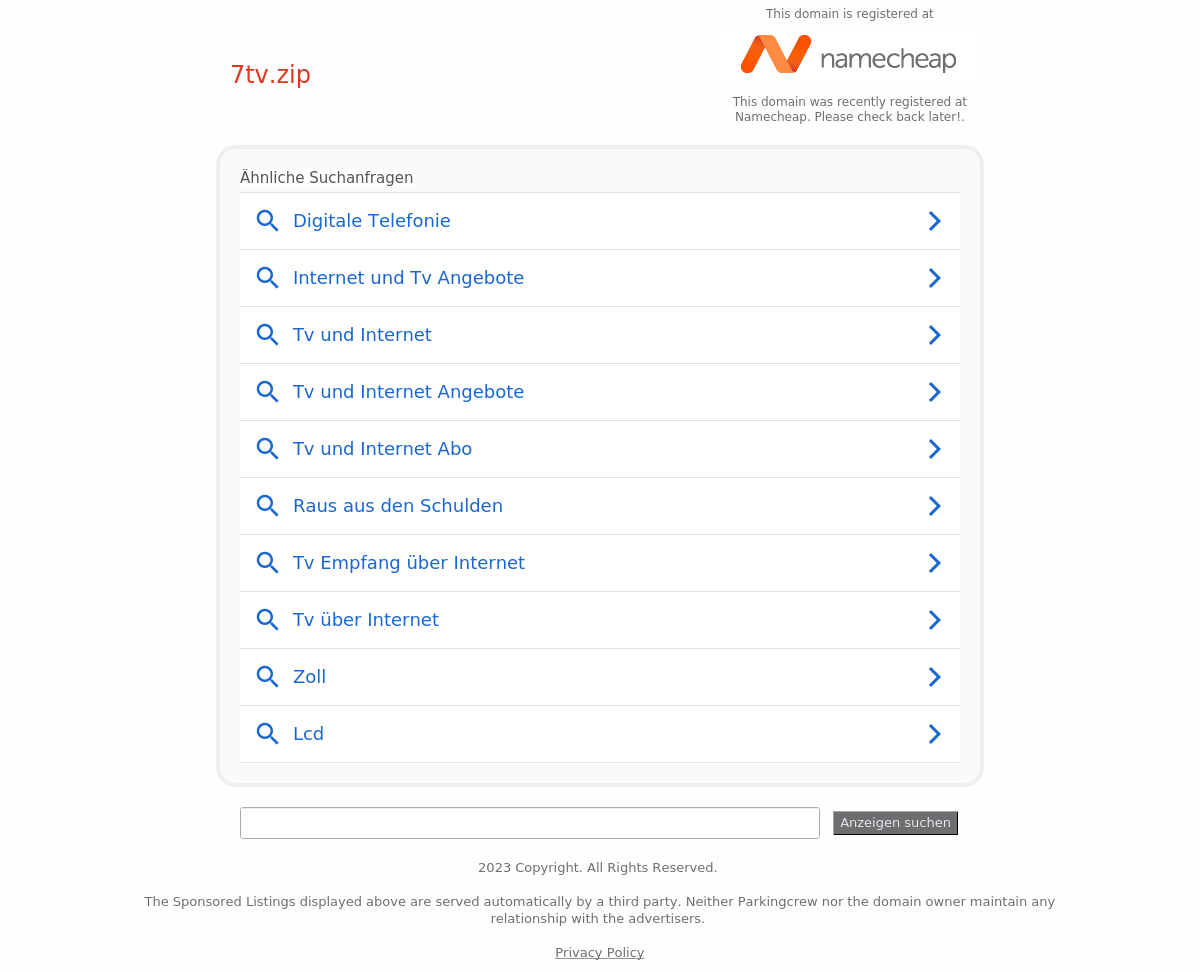 This domain is registered at
namecheap
7tv.zip
This domain was recently registered at
Namecheap. Please check back later!.
Ähnliche Suchanfragen
Digitale Telefonie
Internet und Tv Angebote
Tv und Internet
Tv und Internet Angebote
Tv und Internet Abo
Raus aus den Schulden
Tv Empfang über Internet
Tv über Internet
Zoll
Lcd
Anzeigen suchen
2023 Copyright. All Rights Reserved.
The Sponsored Listings displayed above are served automatically by a third party. Neither Parkingcrew nor the domain owner maintain any
relationship with the advertisers.
Privacy Policy